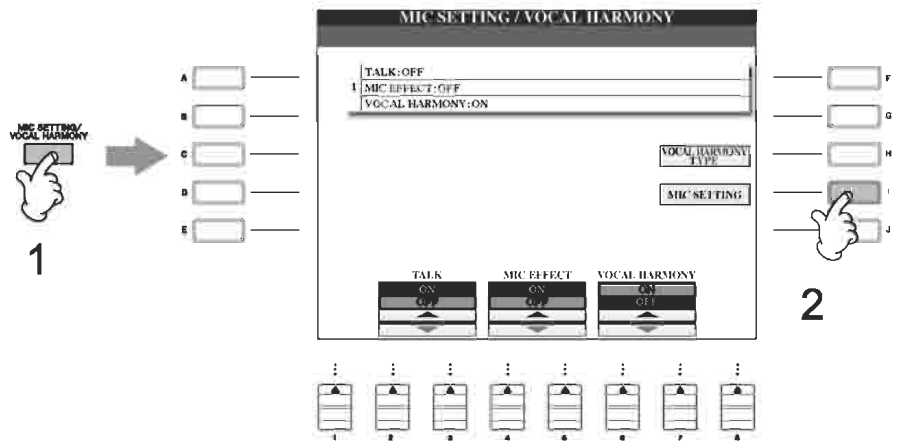 MIC SETTING / VOCAL HARMONY
TALK:OFF
1 MIC EFFECT:OFF
VOCAL HARMONY:ON
A
B
C
D
E
F
G
H
I
J
MIC SETTING/
VOCAL HARMONY
VOCAL HARMONY
TYPE
MIC SETTING
1
2
TALK
ON
OFF
MIC EFFECT
ON
OFF
VOCAL HARMONY
ON
OFF
1 2 3 4 5 6 7 8